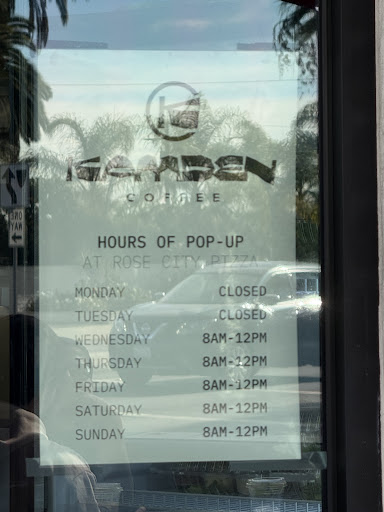 KAMDEN
COFFEE
HOURS OF POP-UP
AT ROSE CITY PIZZA
MONDAY CLOSED
TUESDAY CLOSED
WEDNESDAY 8AM-12PM
THURSDAY 8AM-12PM
FRIDAY 8AM-12PM
SATURDAY 8AM-12PM
SUNDAY 8AM-12PM